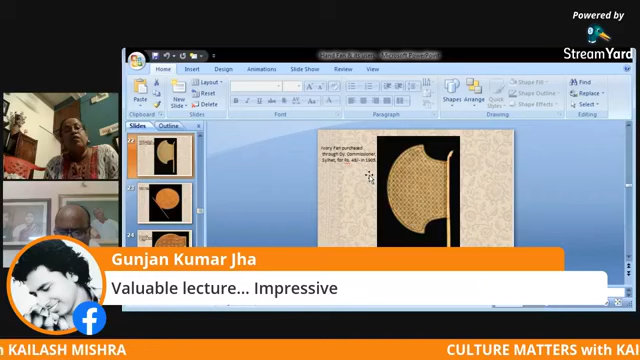 Powered by
StreamYard
Microsoft PowerPoint
Home
Insert
Design
Animations
Slide Show
Review
View
Paste
Clipboard
New
Slide
Layout
Reset
Delete
Slides
Font
Paragraph
Shapes
Arrange
Quick
Styles
Shape Fill
Shape Effects
Drawing
Find
Replace
Select
Editing
Slides
Outline
22
23
24
Ivory Fan purchased
through Dy. Commissioner,
Sylhet, for Rs. 48/- in 1905.
Gunjan Kumar Jha
Valuable lecture... Impressive
KAILASH MISHRA
CULTURE MATTERS with KAI